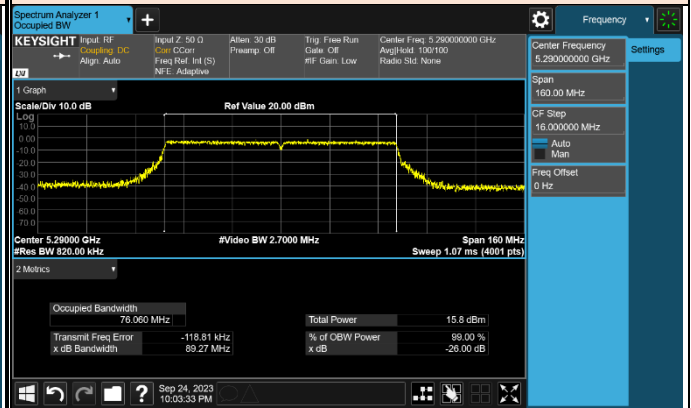 Spectrum Analyzer 1
Occupied BW
Frequency
KEYSIGHT
Input: RF
Coupling: DC
Align: Auto
Input Z: 50 Ω
Corr CCorr
Freq Ref: Int (S)
NFE: Adaptive
Atten: 30 dB
Preamp: Off
Trig: Free Run
Gate: Off
#IF Gain: Low
Center Freq: 5.290000000 GHz
Avg|Hold: 100/100
Radio Std: None
LXI
Center Frequency
5.290000000 GHz
Settings
Span
160.00 MHz
CF Step
16.000000 MHz
Auto
Man
Freq Offset
0 Hz
1 Graph
Scale/Div 10.0 dB
Ref Value 20.00 dBm
Log
10.0
0.00
-10.0
-20.0
-30.0
-40.0
-50.0
-60.0
-70.0
Center 5.29000 GHz
#Video BW 2.7000 MHz
Span 160 MHz
#Res BW 820.00 kHz
Sweep 1.07 ms (4001 pts)
2 Metrics
Occupied Bandwidth
76.060 MHz
Total Power 15.8 dBm
Transmit Freq Error -118.81 kHz
% of OBW Power 99.00 %
x dB Bandwidth 89.27 MHz
x dB -26.00 dB
?
Sep 24, 2023
10:03:33 PM